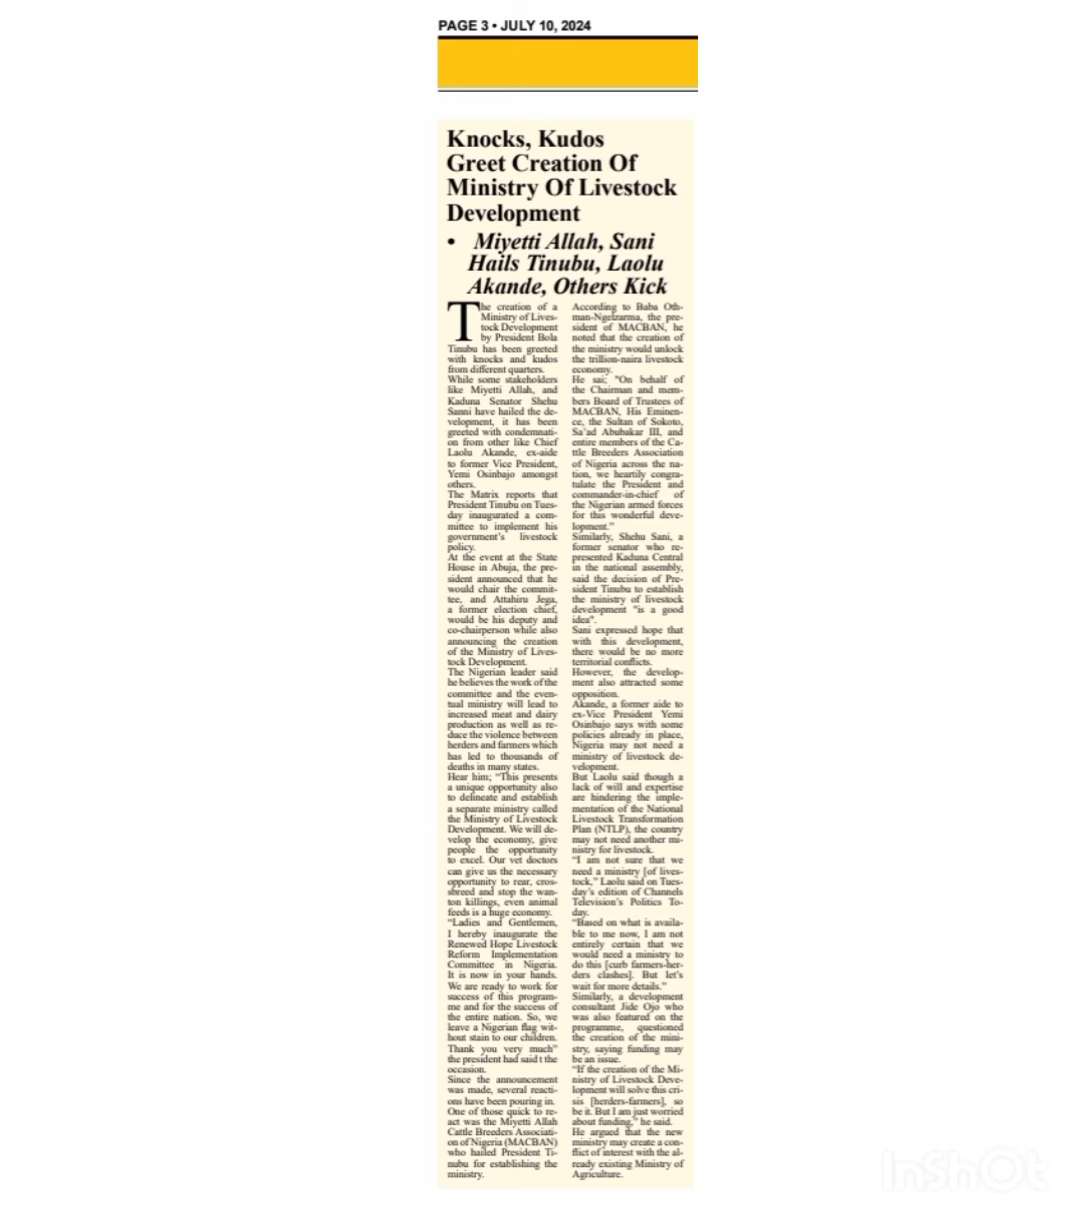 PAGE 3 • JULY 10, 2024
Knocks, Kudos
Greet Creation Of
Ministry Of Livestock
Development
• Miyetti Allah, Sani
Hails Tinubu, Laolu
Akande, Others Kick
The creation of a
Ministry of Lives-
tock Development
by President Bola
Tinubu has been greeted
with knocks and kudos
from different quarters.
While some stakeholders
like Miyetti Allah, and
Kaduna Senator Shehu
Sanni have hailed the de-
velopment, it has been
greeted with condemnati-
on from other like Chief
Laolu Akande, ex-aide
to former Vice President,
Yemi Osinbajo amongst
others.
The Matrix reports that
President Tinubu on Tues-
day inaugurated a com-
mittee to implement his
government's livestock
policy.
At the event at the State
House in Abuja, the pre-
sident announced that he
would chair the commit-
tee, and Attahiru Jega,
a former election chief,
would be his deputy and
co-chairperson while also
announcing the creation
of the Ministry of Lives-
tock Development.
The Nigerian leader said
he believes the work of the
committee and the even-
tual ministry will lead to
increased meat and dairy
production as well as re-
duce the violence between
herders and farmers which
has led to thousands of
deaths in many states.
Hear him; "This presents
a unique opportunity also
to delineate and establish
a separate ministry called
the Ministry of Livestock
Development. We will de-
velop the economy, give
people the opportunity
to excel. Our vet doctors
can give us the necessary
opportunity to rear, cros-
sbreed and stop the wan-
ton killings, even animal
feeds is a huge economy.
"Ladies and Gentlemen,
I hereby inaugurate the
Renewed Hope Livestock
Reform Implementation
Committee in Nigeria.
It is now in your hands.
We are ready to work for
success of this program-
me and for the success of
the entire nation. So, we
leave a Nigerian flag wit-
hout stain to our children.
Thank you very much"
the president had said t the
occasion.
Since the announcement
was made, several reacti-
ons have been pouring in.
One of those quick to re-
act was the Miyetti Allah
Cattle Breeders Associati-
on of Nigeria (MACBAN)
who hailed President Ti-
nubu for establishing the
ministry.
According to Baba Oth-
man-Ngelzarma, the pre-
sident of MACBAN, he
noted that the creation of
the ministry would unlock
the trillion-naira livestock
economy.
He sai; "On behalf of
the Chairman and mem-
bers Board of Trustees of
MACBAN, His Eminen-
ce, the Sultan of Sokoto,
Sa'ad Abubakar III, and
entire members of the Ca-
ttle Breeders Association
of Nigeria across the na-
tion, we heartily congra-
tulate the President and
commander-in-chief of
the Nigerian armed forces
for this wonderful deve-
lopment."
Similarly, Shehu Sani, a
former senator who re-
presented Kaduna Central
in the national assembly,
said the decision of Pre-
sident Tinubu to establish
the ministry of livestock
development "is a good
idea".
Sani expressed hope that
with this development,
there would be no more
territorial conflicts.
However, the develop-
ment also attracted some
opposition.
Akande, a former aide to
ex-Vice President Yemi
Osinbajo says with some
policies already in place,
Nigeria may not need a
ministry of livestock de-
velopment.
But Laolu said though a
lack of will and expertise
are hindering the imple-
mentation of the National
Livestock Transformation
Plan (NTLP), the country
may not need another mi-
nistry for livestock.
"I am not sure that we
need a ministry [of lives-
tock," Laolu said on Tues-
day's edition of Channels
Television's Politics To-
day.
"Based on what is availa-
ble to me now, I am not
entirely certain that we
would need a ministry to
do this [curb farmers-her-
ders clashes]. But let's
wait for more details."
Similarly, a development
consultant Jide Ojo who
was also featured on the
programme, questioned
the creation of the mini-
stry, saying funding may
be an issue.
"If the creation of the Mi-
nistry of Livestock Deve-
lopment will solve this cri-
sis [herders-farmers], so
be it. But I am just worried
about funding," he said.
He argued that the new
ministry may create a con-
flict of interest with the al-
ready existing Ministry of
Agriculture.
InShOt